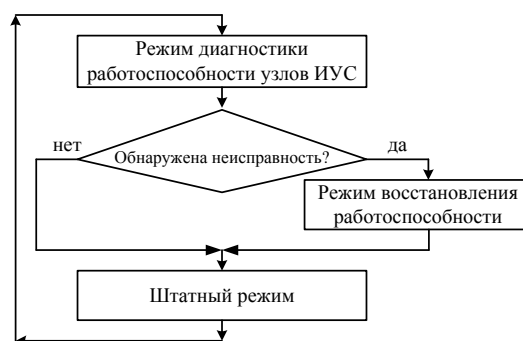 Режим диагностики
работоспособности узлов ИУС
нет
Обнаружена неисправность?
да
Режим восстановления
работоспособности
Штатный режим